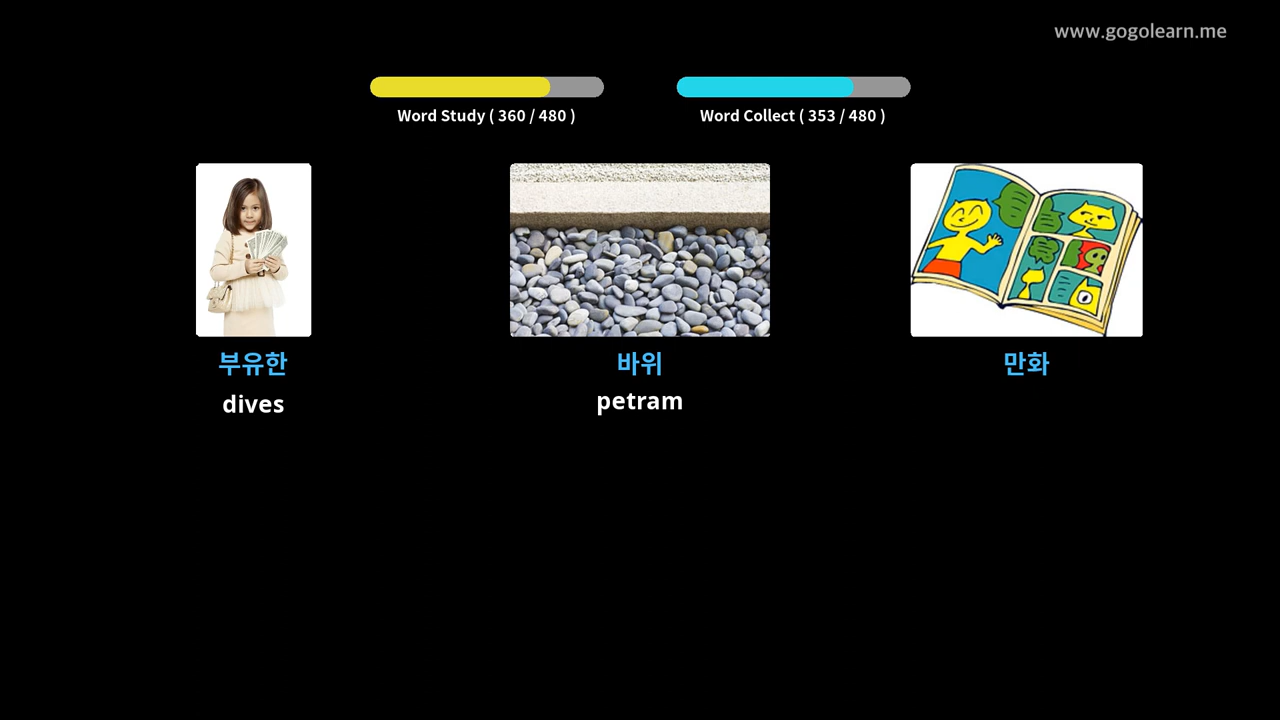 www.gogolearn.me
Word Study ( 360 / 480 )
Word Collect ( 353 / 480 )
부유한
바위
만화
dives
petram